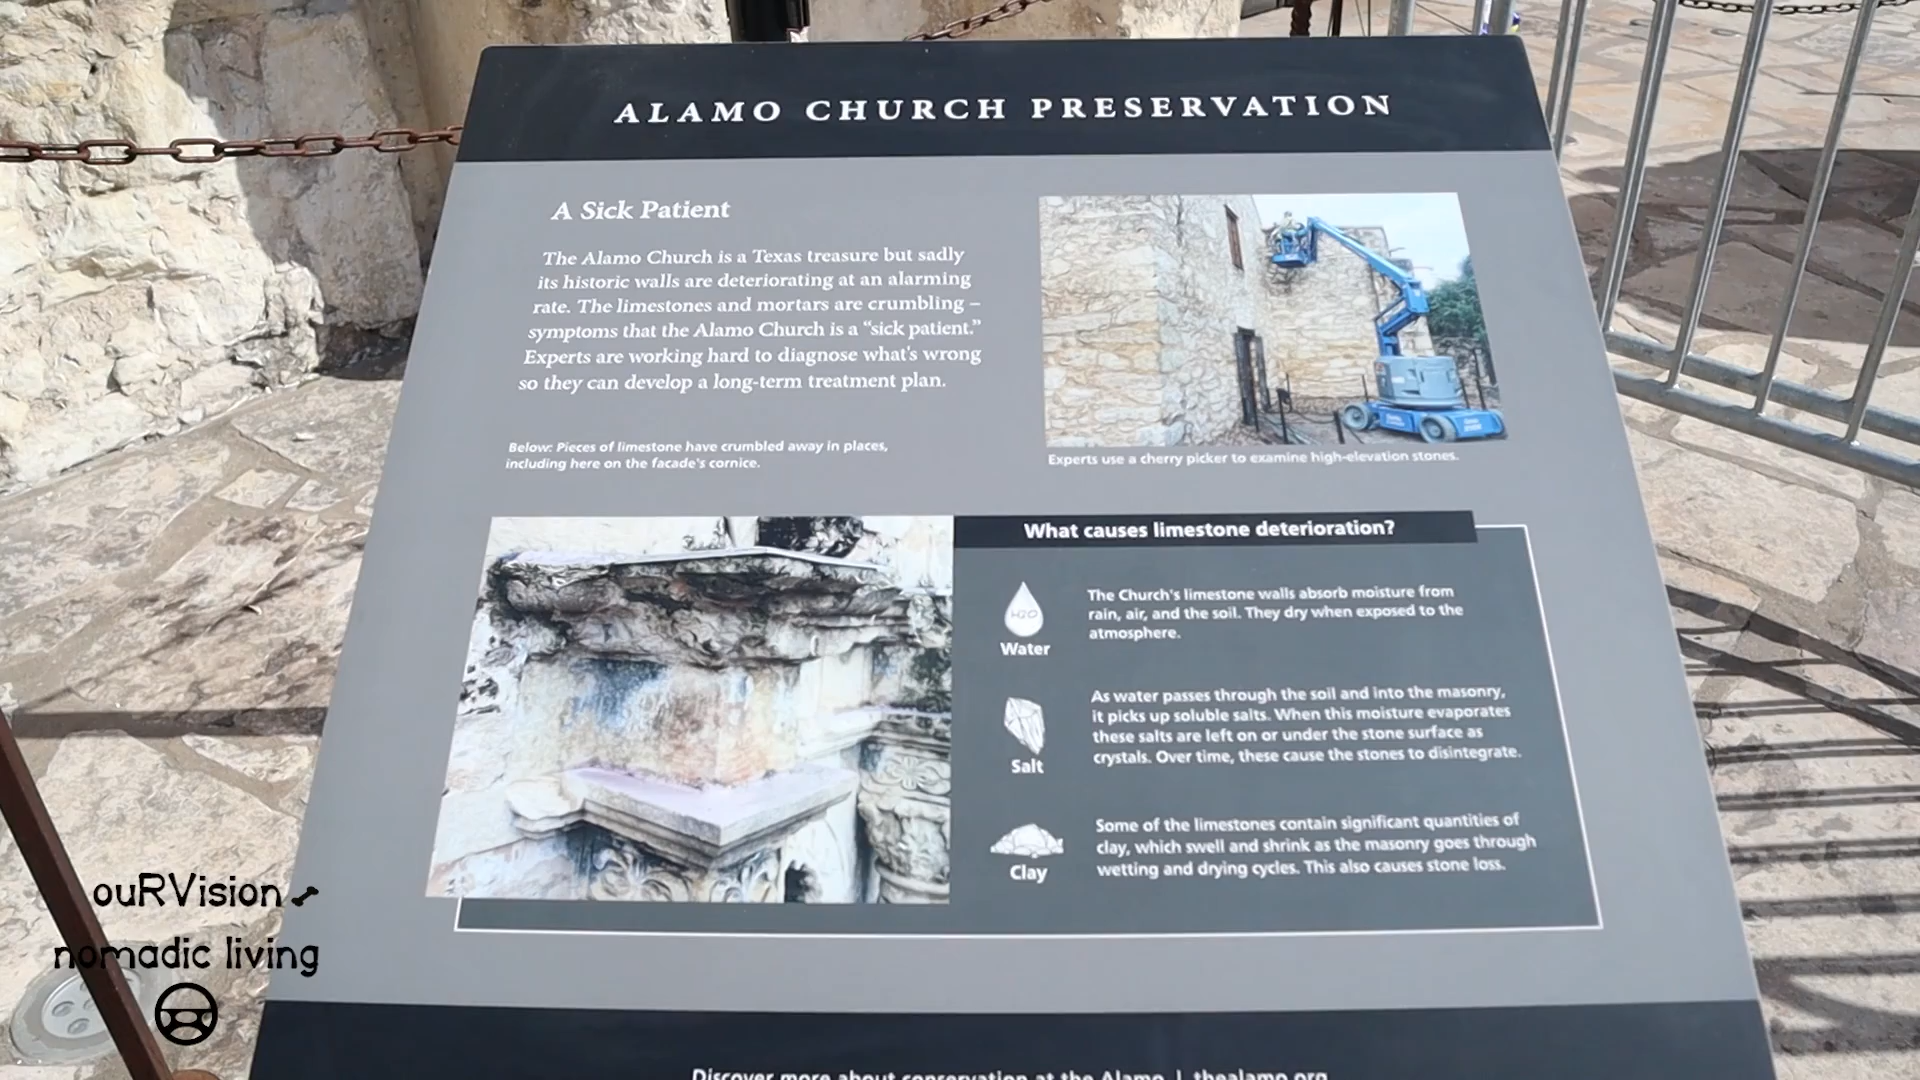 ALAMO CHURCH PRESERVATION
A Sick Patient
The Alamo Church is a Texas treasure but sadly
its historic walls are deteriorating at an alarming
rate. The limestones and mortars are crumbling –
symptoms that the Alamo Church is a “sick patient.”
Experts are working hard to diagnose what's wrong
so they can develop a long-term treatment plan.
Below: Pieces of limestone have crumbled away in places,
including here on the facade's cornice.
Experts use a cherry picker to examine high-elevation stones.
What causes limestone deterioration?
H2O
Water
The Church's limestone walls absorb moisture from
rain, air, and the soil. They dry when exposed to the
atmosphere.
Salt
As water passes through the soil and into the masonry,
it picks up soluble salts. When this moisture evaporates
these salts are left on or under the stone surface as
crystals. Over time, these cause the stones to disintegrate.
Clay
Some of the limestones contain significant quantities of
clay, which swell and shrink as the masonry goes through
wetting and drying cycles. This also causes stone loss.
Discover more about conservation at the Alamo | thealamo.org
ouRVision
nomadic living